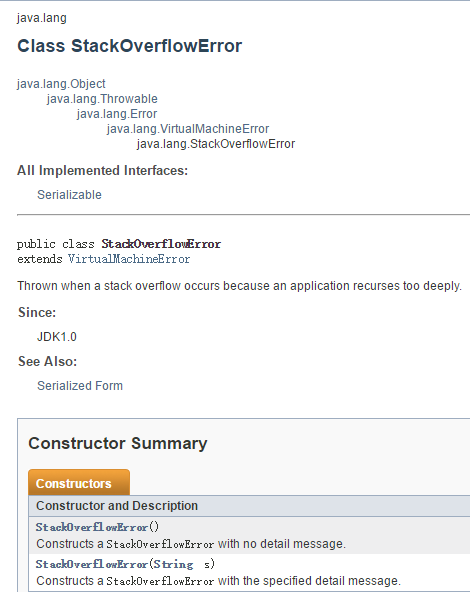 java.lang
Class StackOverflowError
java.lang.Object
java.lang.Throwable
java.lang.Error
java.lang.VirtualMachineError
java.lang.StackOverflowError
All Implemented Interfaces:
Serializable
public class StackOverflowError
extends VirtualMachineError
Thrown when a stack overflow occurs because an application recurses too deeply.
Since:
JDK1.0
See Also:
Serialized Form
Constructor Summary
Constructors
Constructor and Description
StackOverflowError()
Constructs a StackOverflowError with no detail message.
StackOverflowError(String s)
Constructs a StackOverflowError with the specified detail message.